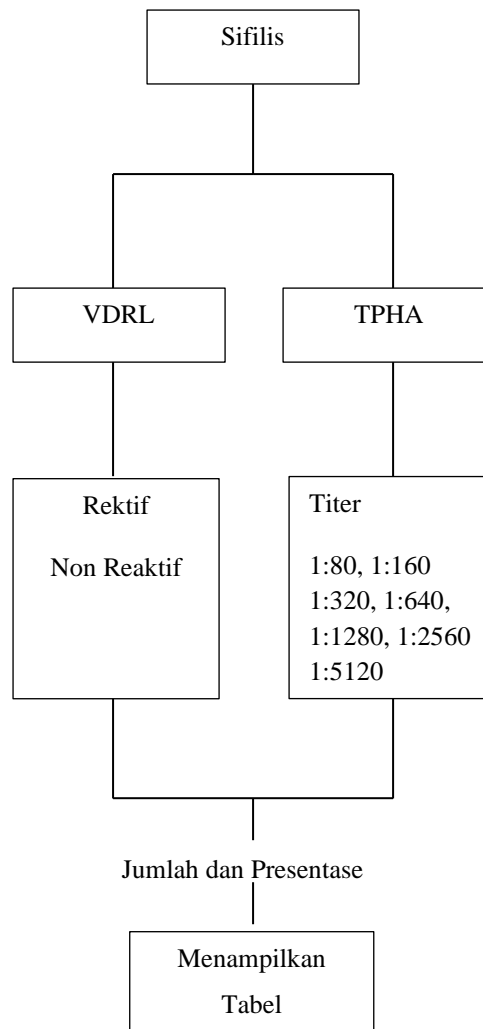 Sifilis
VDRL
TPHA
Rektif
Non Reaktif
Titer
1:80, 1:160
1:320, 1:640,
1:1280, 1:2560
1:5120
Jumlah dan Presentase
Menampilkan
Tabel